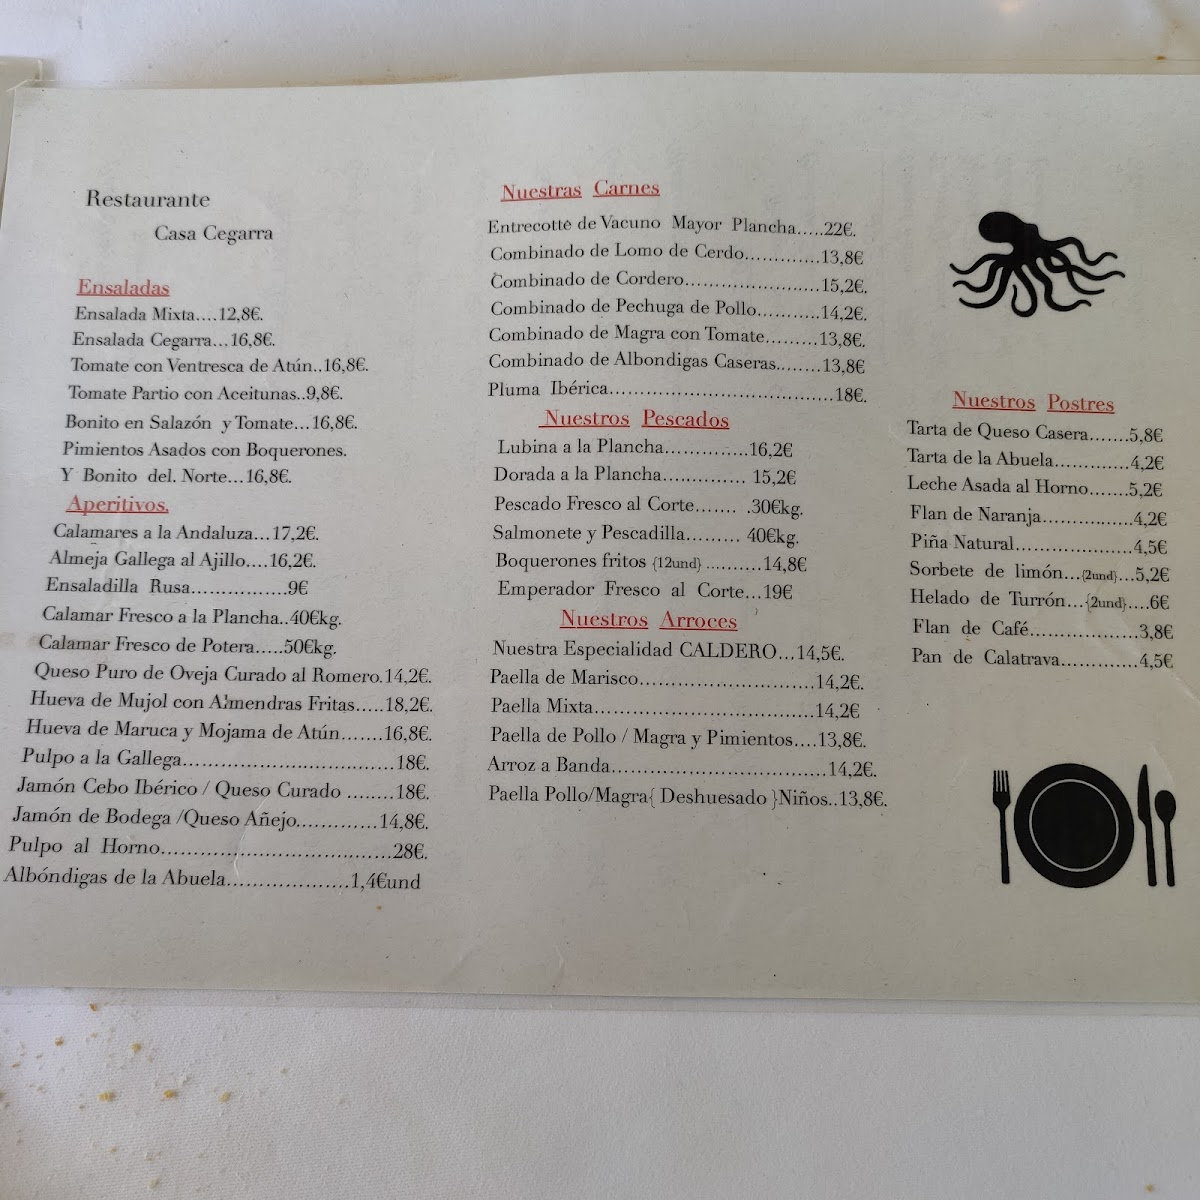 Restaurante
Casa Cegarra
Ensaladas
Ensalada Mixta....12,8€.
Ensalada Cegarra...16,8€.
Tomate con Ventresca de Atún..16,8€.
Tomate Partio con Aceitunas..9,8€.
Bonito en Salazón y Tomate...16,8€.
Pimientos Asados con Boquerones.
Y Bonito del. Norte...16,8€.
Aperitivos.
Calamares a la Andaluza...17,2€.
Almeja Gallega al Ajillo....16,2€.
Ensaladilla Rusa...............9€
Calamar Fresco a la Plancha..40€kg.
Calamar Fresco de Potera.....50€kg.
Queso Puro de Oveja Curado al Romero.14,2€.
Hueva de Mujol con Almendras Fritas.....18,2€.
Hueva de Maruca y Mojama de Atún.......16,8€.
Pulpo a la Gallega.................................18€.
Jamón Cebo Ibérico / Queso Curado ........18€.
Jamón de Bodega /Queso Añejo............14,8€.
Pulpo al Horno...................................28€.
Albóndigas de la Abuela...................1,4€und
Nuestras Carnes
Entrecotte de Vacuno Mayor Plancha.....22€.
Combinado de Lomo de Cerdo............13,8€
Combinado de Cordero......................15,2€.
Combinado de Pechuga de Pollo..........14,2€.
Combinado de Magra con Tomate.........13,8€.
Combinado de Albondigas Caseras........13,8€
Pluma Ibérica....................................18€.
Nuestros Pescados
Lubina a la Plancha..............16,2€
Dorada a la Plancha.............. 15,2€
Pescado Fresco al Corte....... .30€kg.
Salmonete y Pescadilla......... 40€kg.
Boquerones fritos {12und} ..........14,8€
Emperador Fresco al Corte...19€
Nuestros Arroces
Nuestra Especialidad CALDERO...14,5€.
Paella de Marisco............................14,2€.
Paella Mixta...................................14,2€
Paella de Pollo / Magra y Pimientos....13,8€.
Arroz a Banda..................................14,2€.
Paella Pollo/Magra{ Deshuesado }Niños..13,8€.
Nuestros Postres
Tarta de Queso Casera.......5,8€
Tarta de la Abuela............4,2€
Leche Asada al Horno.......5,2€
Flan de Naranja...............4,2€
Piña Natural...................4,5€
Sorbete de limón...{2und}...5,2€
Helado de Turrón...{2und}....6€
Flan de Café..................3,8€
Pan de Calatrava............4,5€